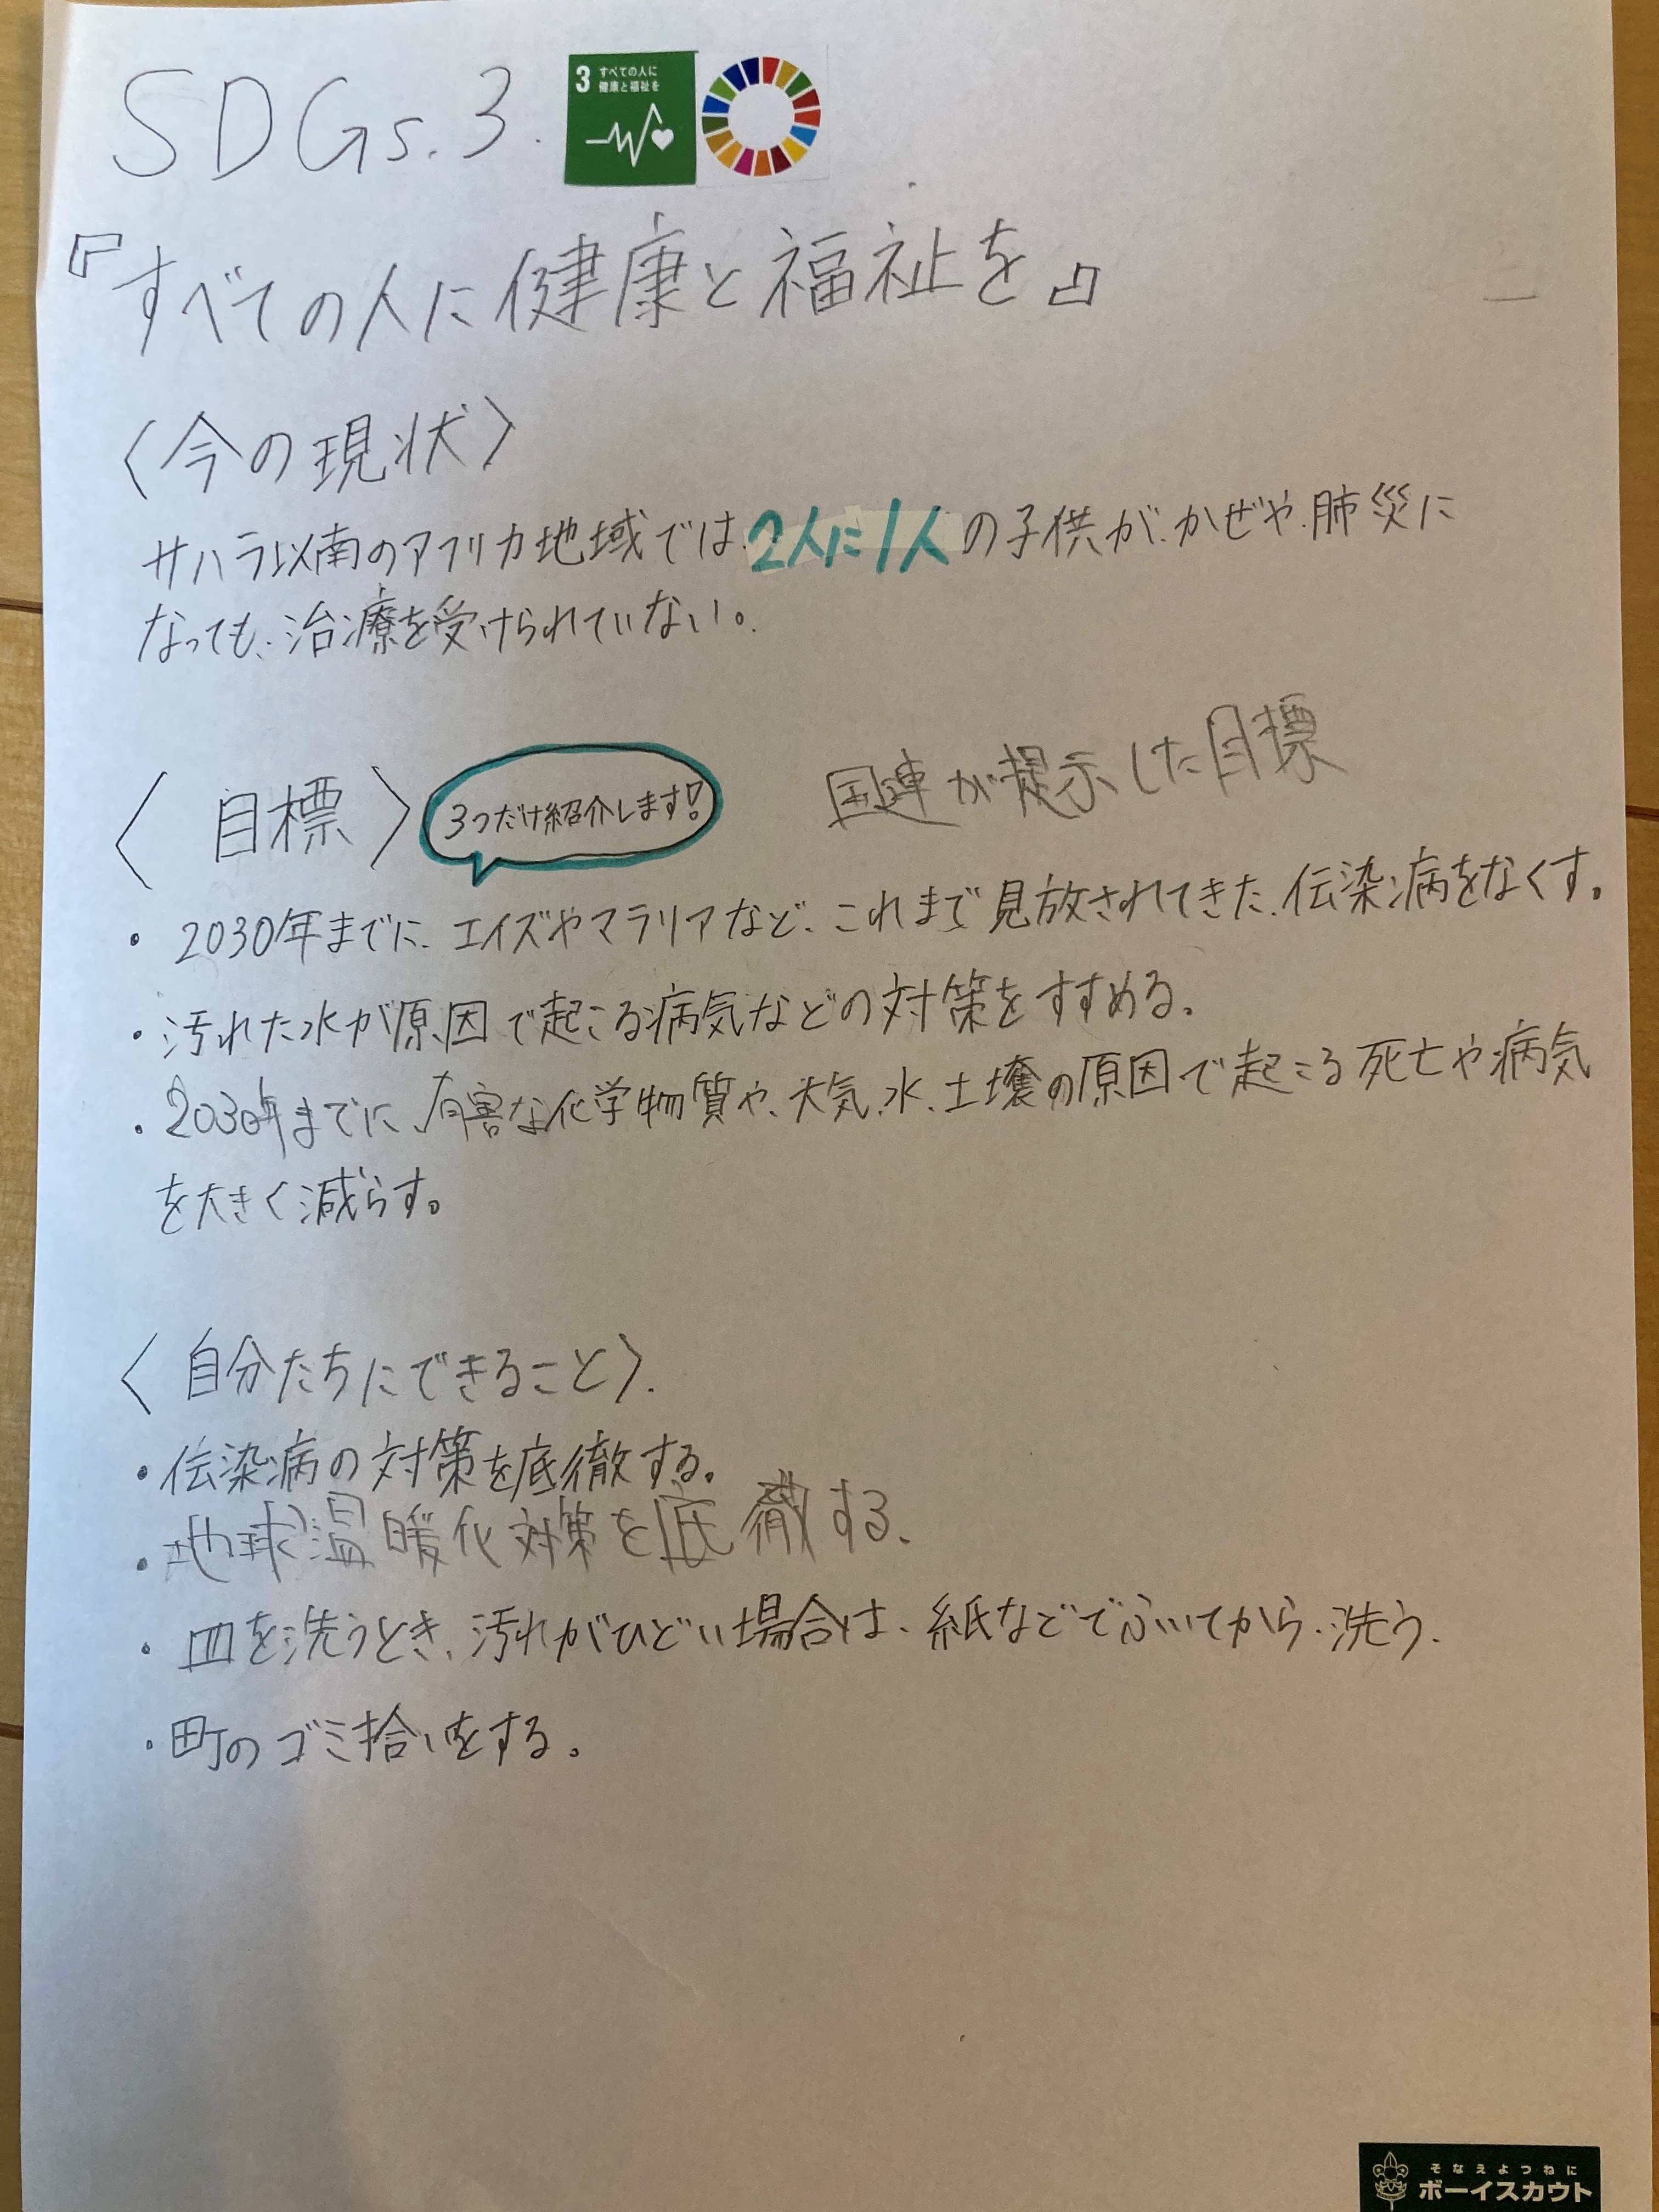 SDGs.3.
3 すべての人に
健康と福祉を
『すべての人に健康と福祉を』
〈今の現状〉
サハラ以南のアフリカ地域では、2人に1人の子供が、かぜや、肺災に
なっても、治療を受けられていない。
国連が提示した目標
〈目標〉 3つだけ紹介します!
・2030年までに、エイズやマラリアなど、これまで見放されてきた、伝染病をなくす。
・汚れた水が原因で起こる病気などの対策をすすめる。
・2030年までに、有害な化学物質や、大気、水、土壌の原因で起こる死亡や病気
を大きく減らす。
〈自分たちにできること〉.
・伝染病の対策を底徹する。
・地球温暖化対策を底徹する、
・皿を洗うとき、汚れがひどい場合は、紙などでふいてから、洗う.
・町のゴミ拾いをする。
そなえよつねに
ボーイスカウト